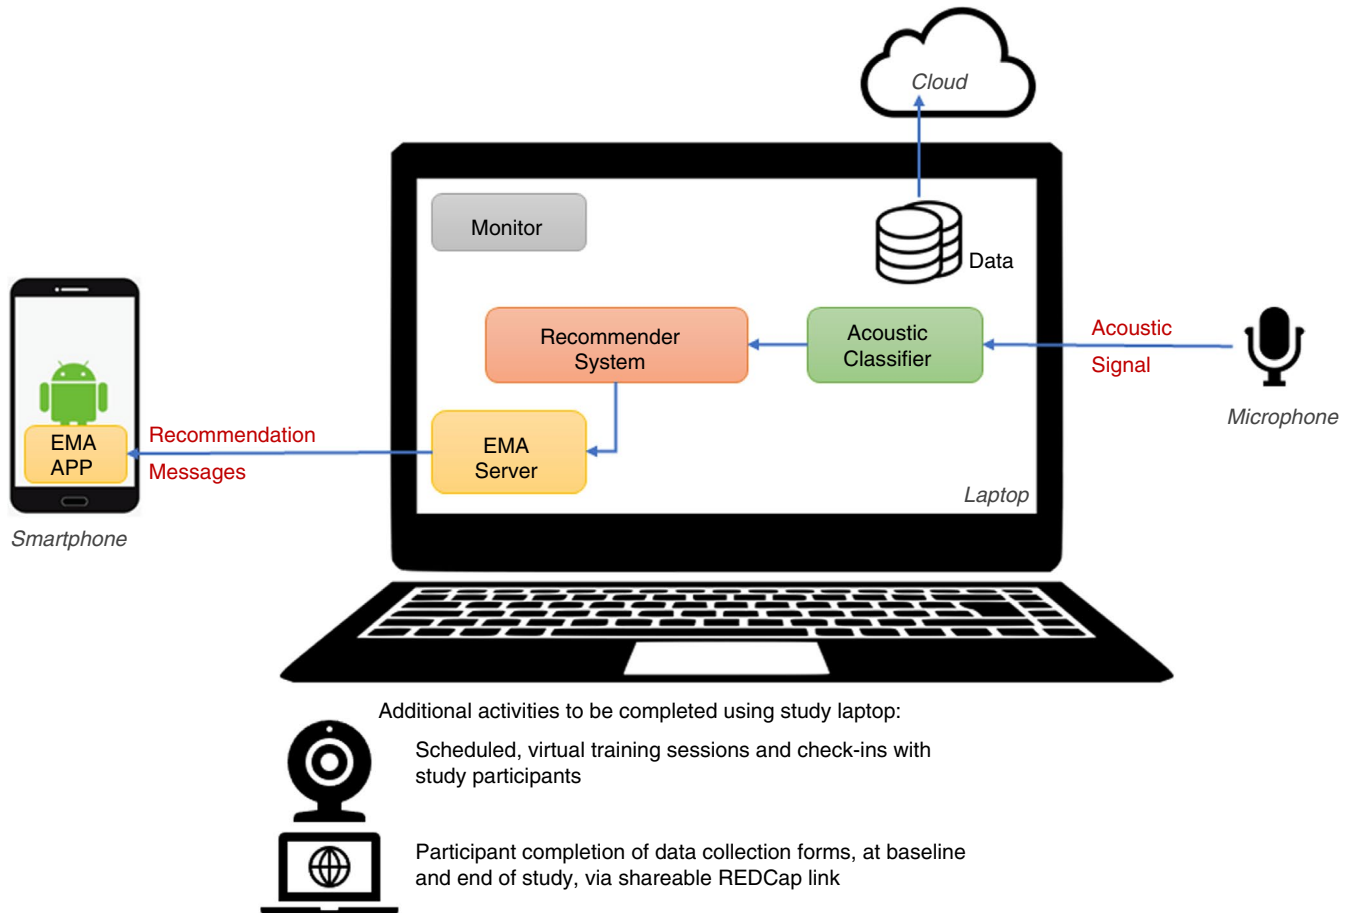 Cloud
Monitor
Data
Recommender
System
Acoustic
Classifier
Acoustic
Signal
Microphone
EMA
APP
Recommendation
Messages
EMA
Server
Laptop
Smartphone
Additional activities to be completed using study laptop:
Scheduled, virtual training sessions and check-ins with
study participants
Participant completion of data collection forms, at baseline
and end of study, via shareable REDCap link